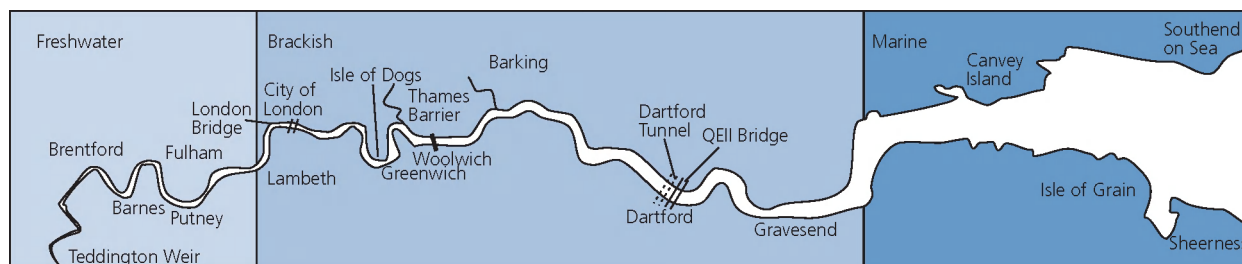 Freshwater
Brackish
Marine
Southend
on Sea
Canvey
Island
Isle of Dogs
Barking
City of
London
Thames
Barrier
London
Bridge
Dartford
Tunnel
QEII Bridge
Brentford
Fulham
Woolwich
Greenwich
Lambeth
Barnes
Putney
Isle of Grain
Dartford
Gravesend
Sheerness
Teddington Weir